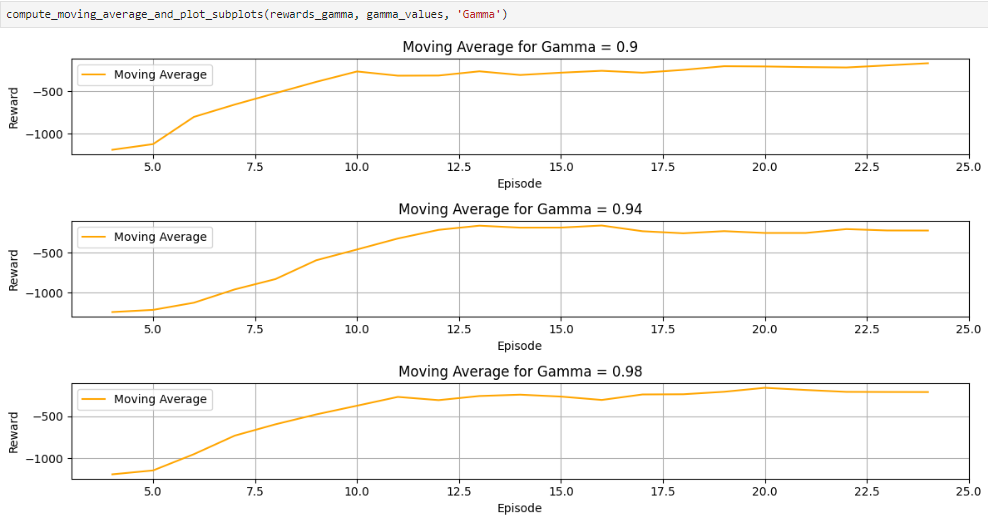 compute_moving_average_and_plot_subplots(rewards_gamma, gamma_values, 'Gamma')
Moving Average for Gamma = 0.9
Moving Average
Reward
−500
−1000
5.0 7.5 10.0 12.5 15.0 17.5 20.0 22.5 25.0
Episode
Moving Average for Gamma = 0.94
Moving Average
Reward
−500
−1000
5.0 7.5 10.0 12.5 15.0 17.5 20.0 22.5 25.0
Episode
Moving Average for Gamma = 0.98
Moving Average
Reward
−500
−1000
5.0 7.5 10.0 12.5 15.0 17.5 20.0 22.5 25.0
Episode